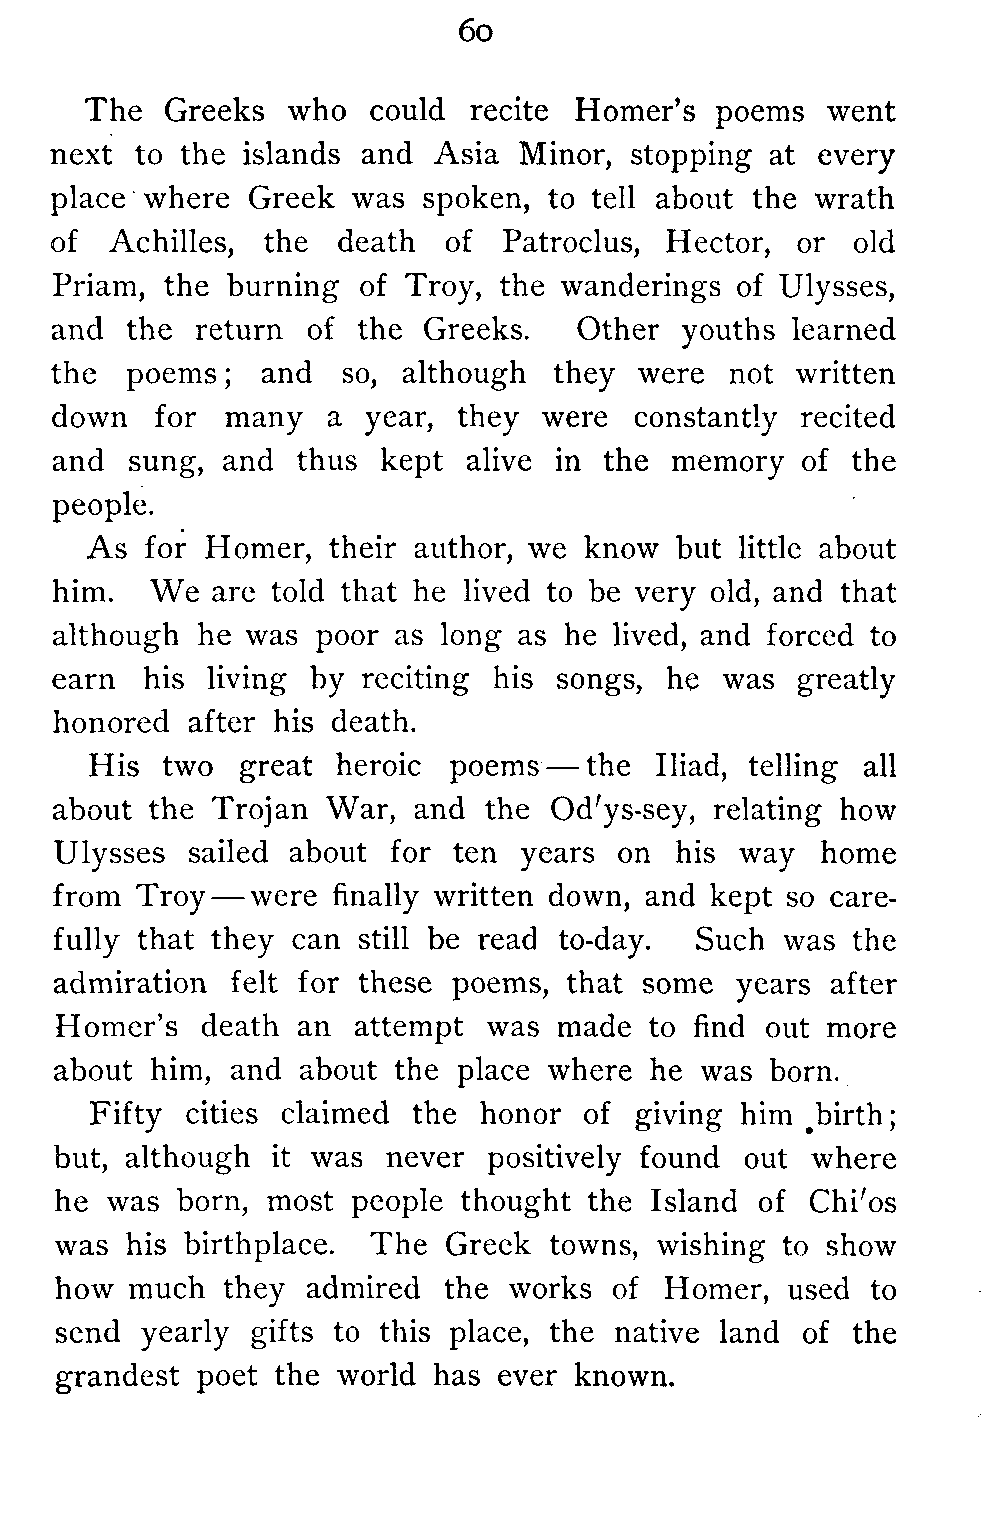 60
The Greeks who could recite Homer's poems went
next to the islands and Asia Minor, stopping at every
place where Greek was spoken, to tell about the wrath
of Achilles, the death of Patroclus, Hector, or old
Priam, the burning of Troy, the wanderings of Ulysses,
and the return of the Greeks. Other youths learned
the poems; and so, although they were not written
down for many a year, they were constantly recited
and sung, and thus kept alive in the memory of the
people.
As for Homer, their author, we know but little about
him. We are told that he lived to be very old, and that
although he was poor as long as he lived, and forced to
earn his living by reciting his songs, he was greatly
honored after his death.
His two great heroic poems—the Iliad, telling all
about the Trojan War, and the Od'ys-sey, relating how
Ulysses sailed about for ten years on his way home
from Troy—were finally written down, and kept so care-
fully that they can still be read to-day. Such was the
admiration felt for these poems, that some years after
Homer's death an attempt was made to find out more
about him, and about the place where he was born.
Fifty cities claimed the honor of giving him birth;
but, although it was never positively found out where
he was born, most people thought the Island of Chi'os
was his birthplace. The Greek towns, wishing to show
how much they admired the works of Homer, used to
send yearly gifts to this place, the native land of the
grandest poet the world has ever known.